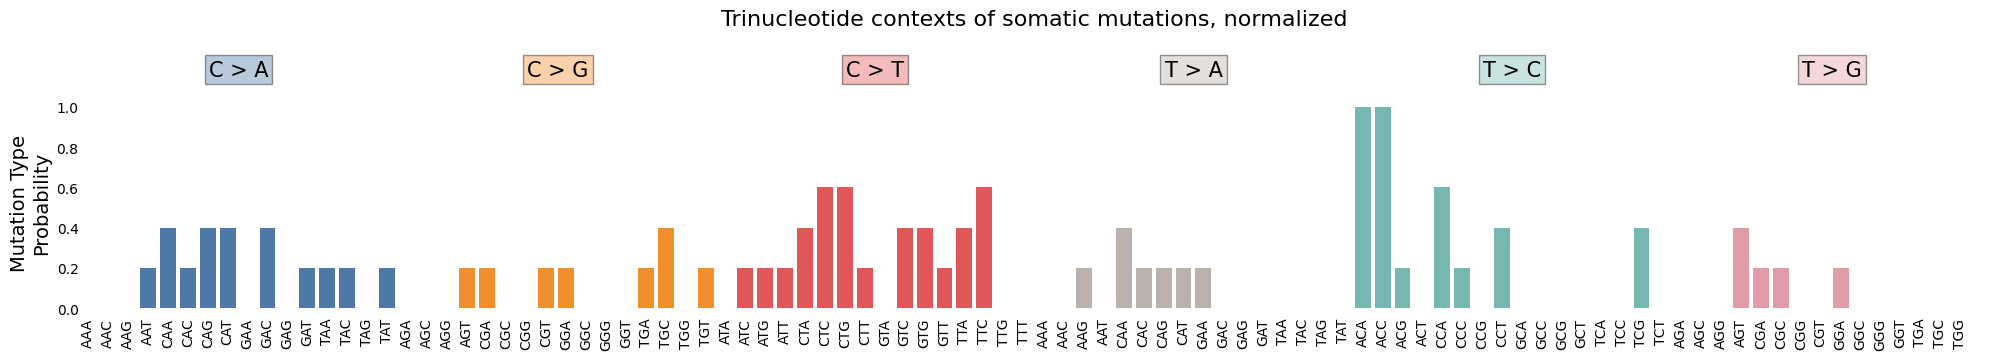 Trinucleotide contexts of somatic mutations, normalized
C > A
C > G
C > T
T > A
T > C
T > G
Mutation Type
Probability
1.0
0.8
0.6
0.4
0.2
0.0
AAA
AAC
AAG
AAT
CAA
CAC
CAG
CAT
GAA
GAC
GAG
GAT
TAA
TAC
TAG
TAT
AGA
AGC
AGG
AGT
CGA
CGC
CGG
CGT
GGA
GGC
GGG
GGT
TGA
TGC
TGG
TGT
ATA
ATC
ATG
ATT
CTA
CTC
CTG
CTT
GTA
GTC
GTG
GTT
TTA
TTC
TTG
TTT
AAA
AAC
AAG
AAT
CAA
CAC
CAG
CAT
GAA
GAC
GAG
GAT
TAA
TAC
TAG
TAT
ACA
ACC
ACG
ACT
CCA
CCC
CCG
CCT
GCA
GCC
GCG
GCT
TCA
TCC
TCG
TCT
AGA
AGC
AGG
AGT
CGA
CGC
CGG
CGT
GGA
GGC
GGG
GGT
TGA
TGC
TGG